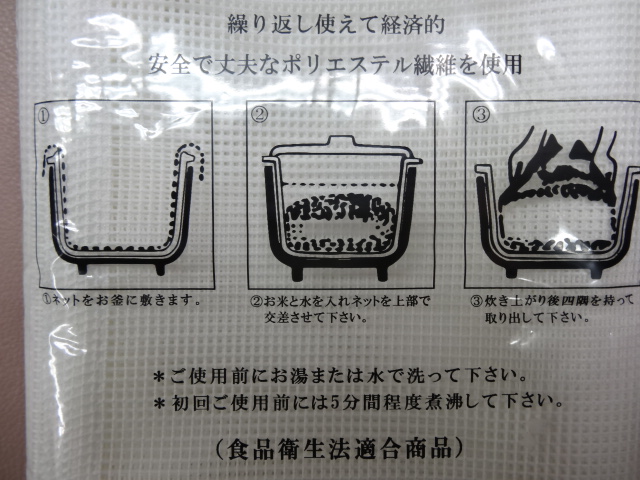 繰り返し使えて経済的
安全で丈夫なポリエステル繊維を使用
①
②
③
①ネットをお釜に敷きます。
②お米と水を入れネットを上部で
交差させて下さい。
③炊き上がり後四隅を持って
取り出して下さい。
＊ご使用前にお湯または水で洗って下さい。
＊初回ご使用前には5分間程度煮沸して下さい。
（食品衛生法適合商品）